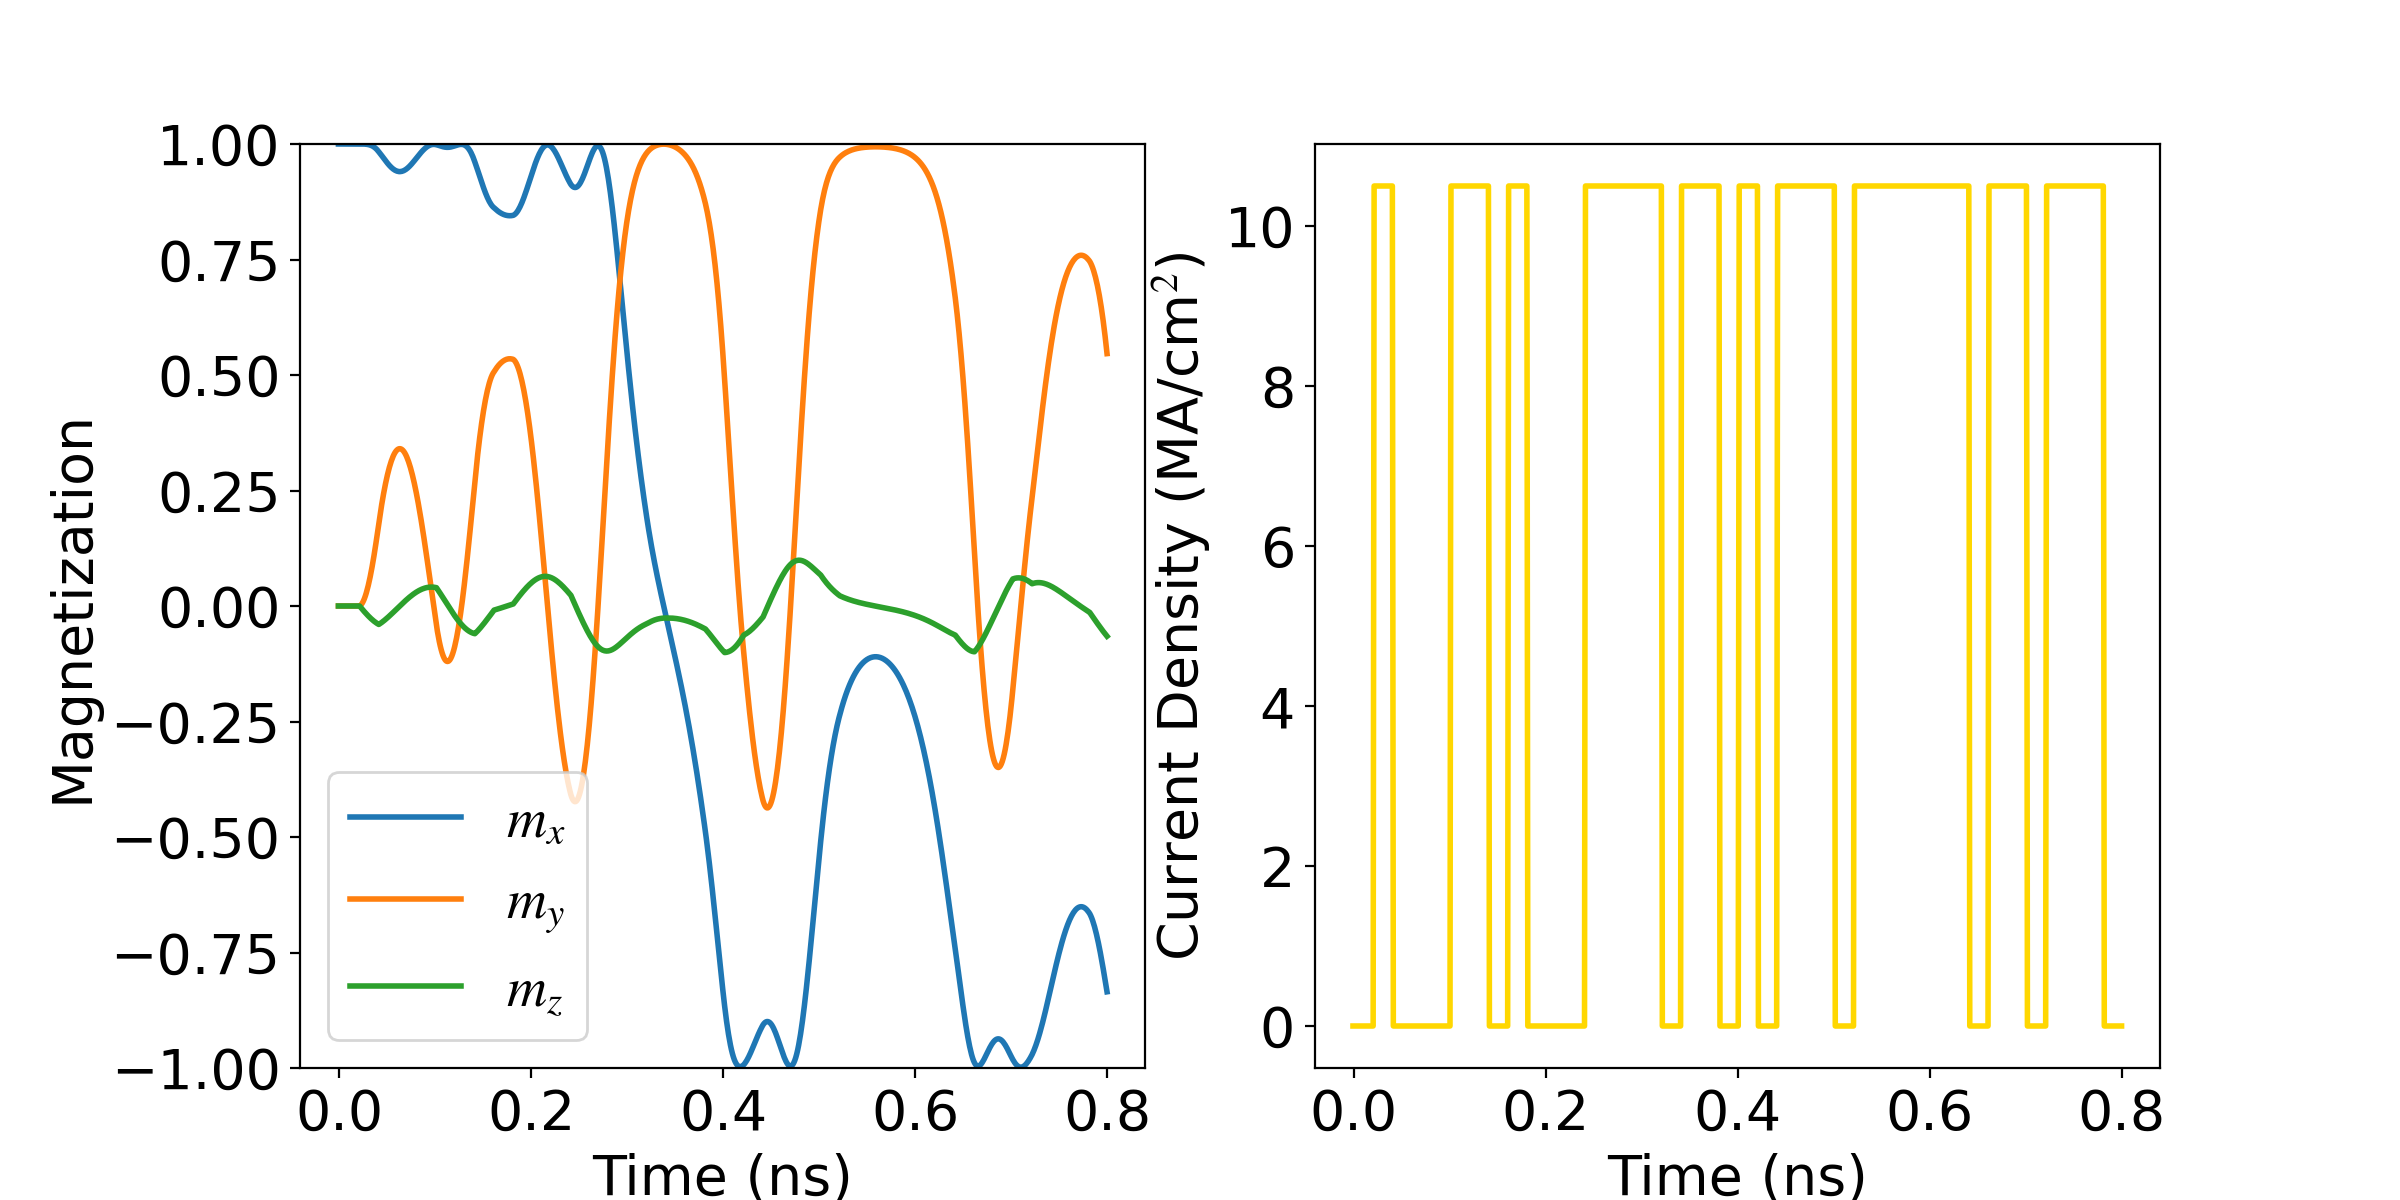 Magnetization
1.00
0.75
0.50
0.25
0.00
−0.25
−0.50
−0.75
−1.00
m_x
m_y
m_z
0.0 0.2 0.4 0.6 0.8
Time (ns)
Current Density (MA/cm²)
10
8
6
4
2
0
0.0 0.2 0.4 0.6 0.8
Time (ns)